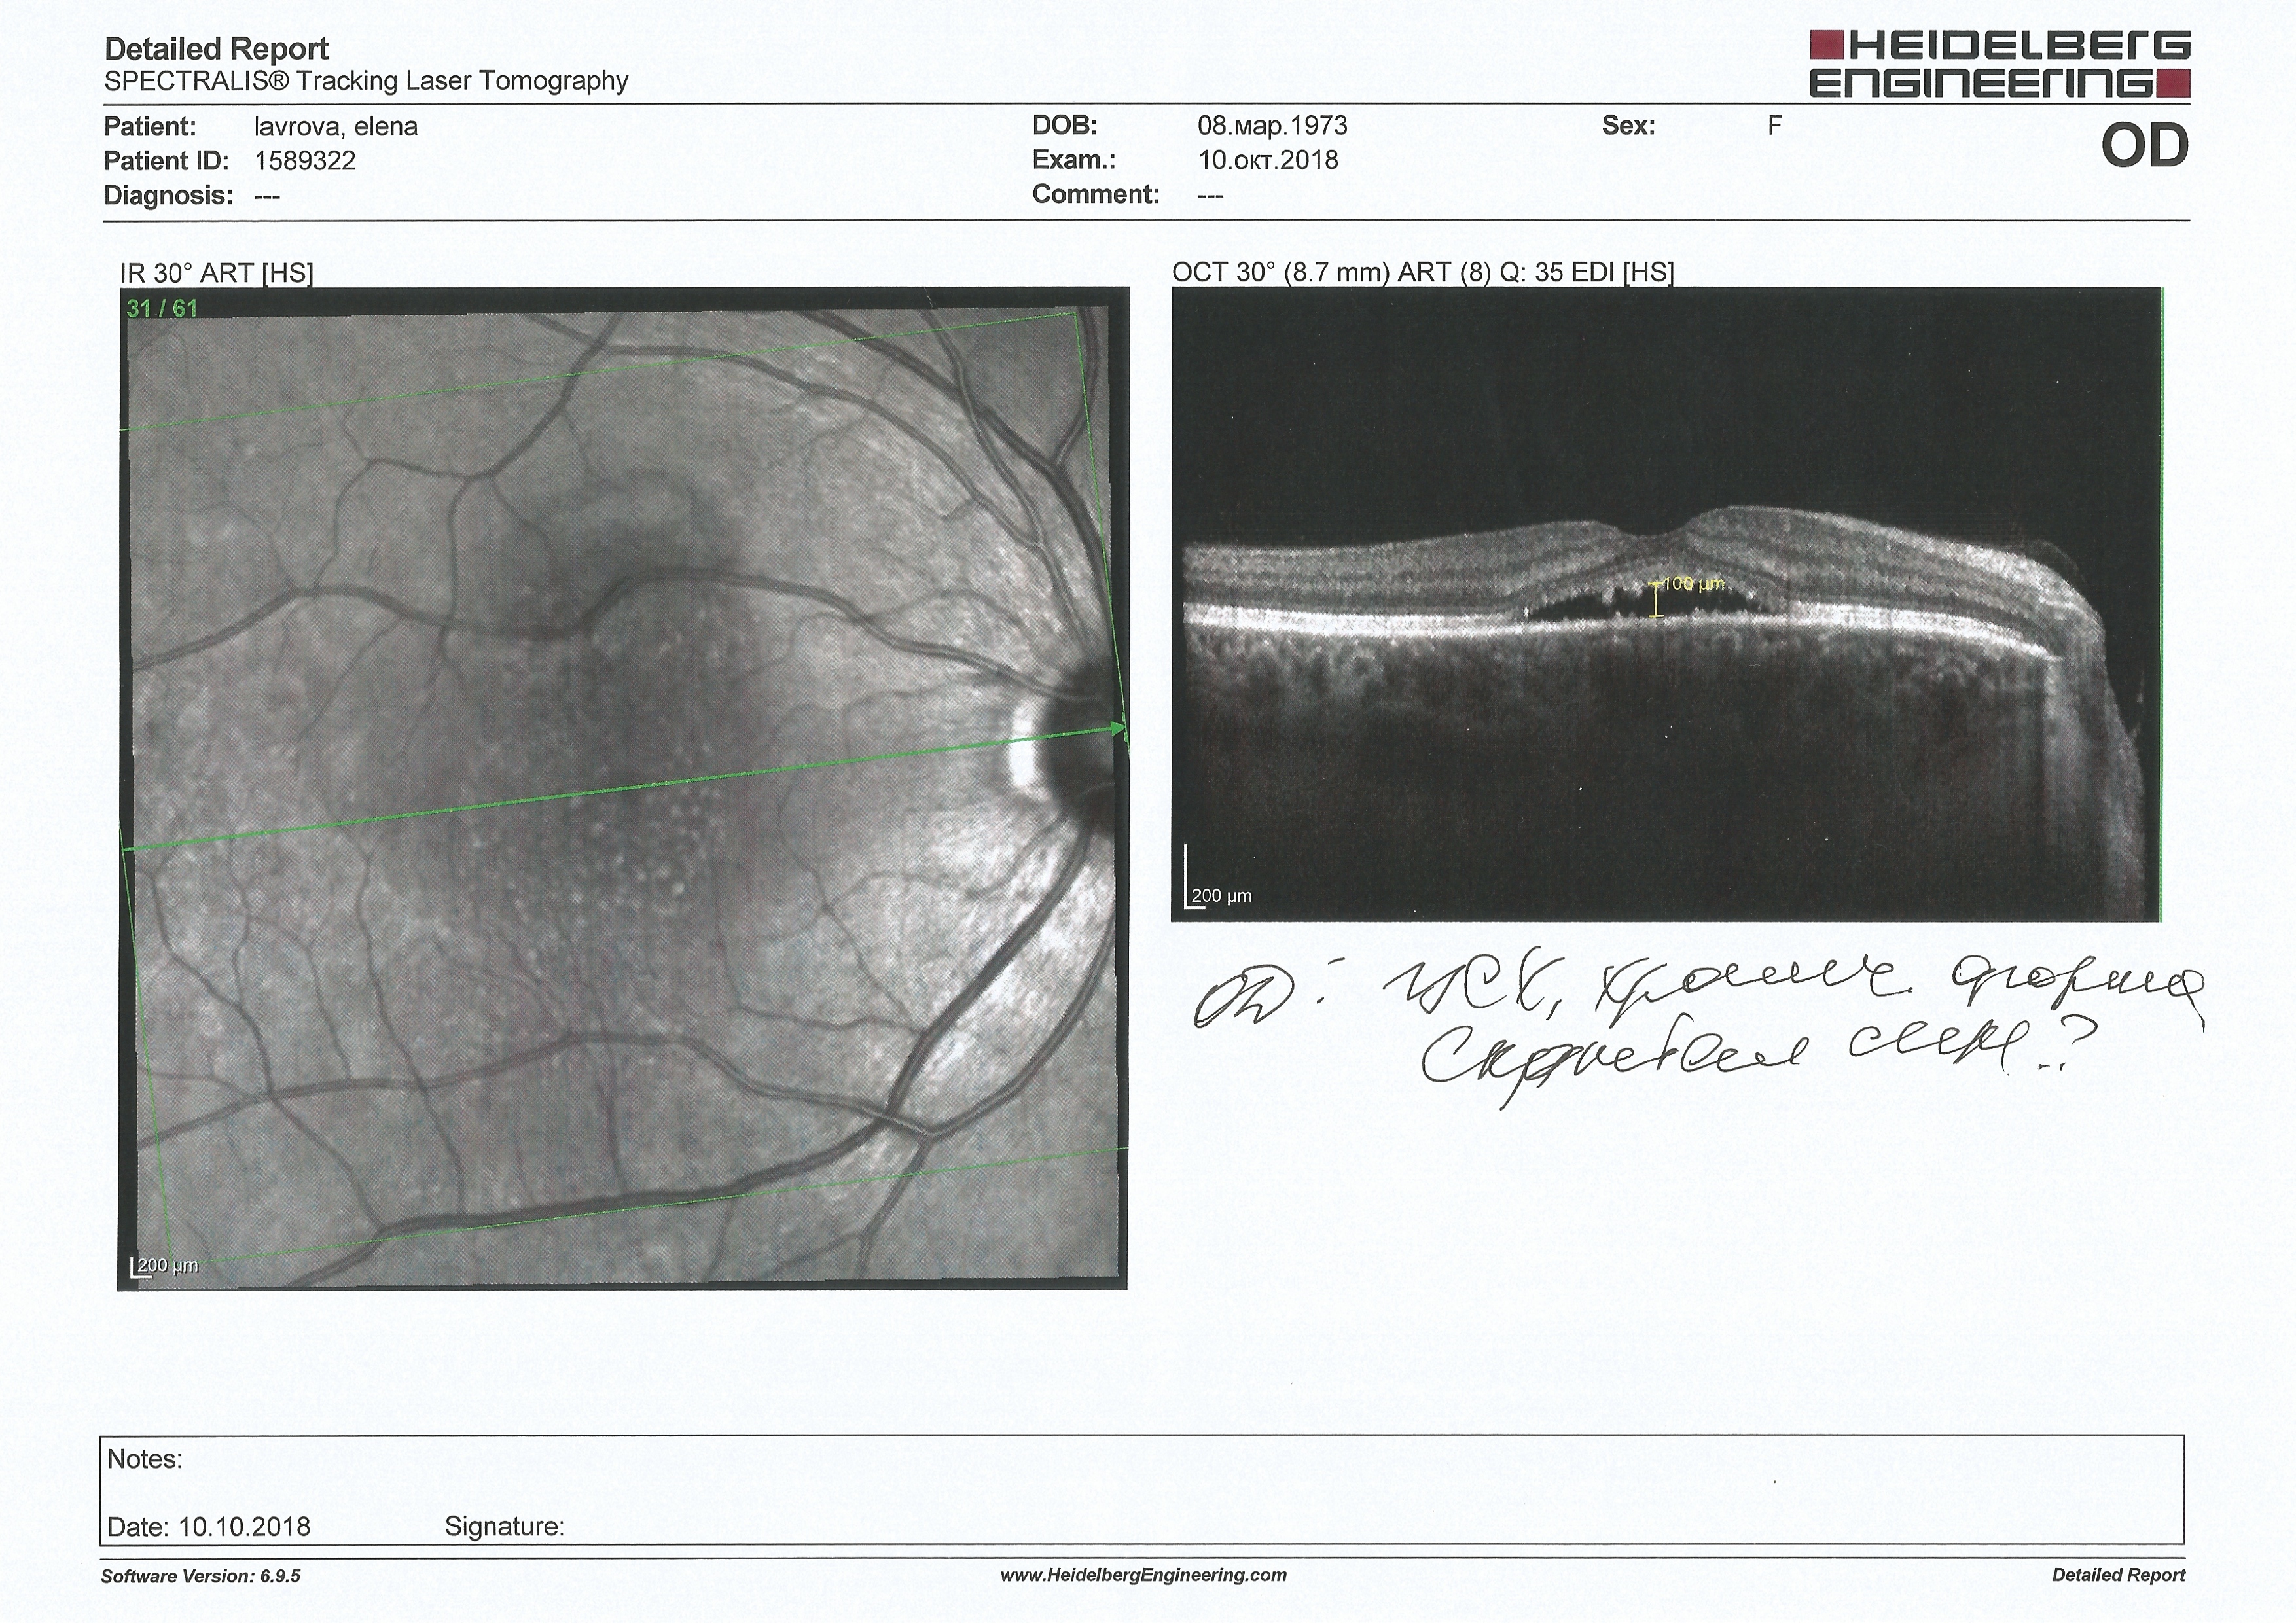 Detailed Report
SPECTRALIS® Tracking Laser Tomography
HEIDELBERG
ENGINEERING
Patient: lavrova, elena
DOB: 08.мар.1973
Sex: F
OD
Patient ID: 1589322
Exam.: 10.окт.2018
Diagnosis: ---
Comment: ---
IR 30° ART [HS]
31 / 61
200 µm
OCT 30° (8.7 mm) ART (8) Q: 35 EDI [HS]
100 µm
200 µm
OD: ЦСХ, хронич. форма
Скрытая
Notes:
Date: 10.10.2018 Signature:
Software Version: 6.9.5
www.HeidelbergEngineering.com
Detailed Report